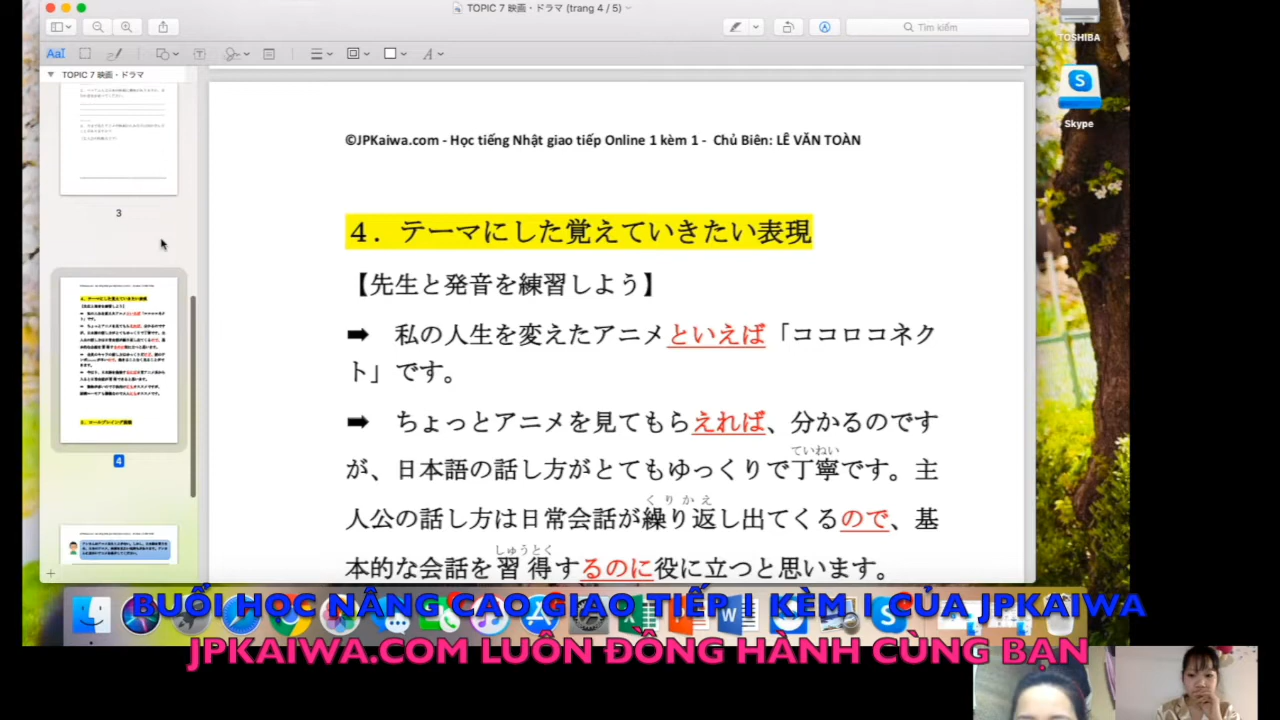 TOPIC 7 映画・ドラマ (trang 4 / 5)
Tìm kiếm
TOSHIBA
AaI
TOPIC 7 映画・ドラマ
S
Skype
©JPKaiwa.com - Học tiếng Nhật giao tiếp Online 1 kèm 1 - Chủ Biên: LÊ VĂN TOÀN
3
４．テーマにした覚えていきたい表現
【先生と発音を練習しよう】
➡ 私の人生を変えたアニメといえば「ココロコネク
ト」です。
➡ ちょっとアニメを見てもらえれば、分かるのです
ていねい
が、日本語の話し方がとてもゆっくりで丁寧です。主
くりかえ
人公の話し方は日常会話が繰り返し出てくるので、基
しゅうとく
本的な会話を習得するのに役に立つと思います。
4
BUỔI HỌC NÂNG CAO GIAO TIẾP 1 KÈM 1 CỦA JPKAIWA
JPKAIWA.COM LUÔN ĐỒNG HÀNH CÙNG BẠN